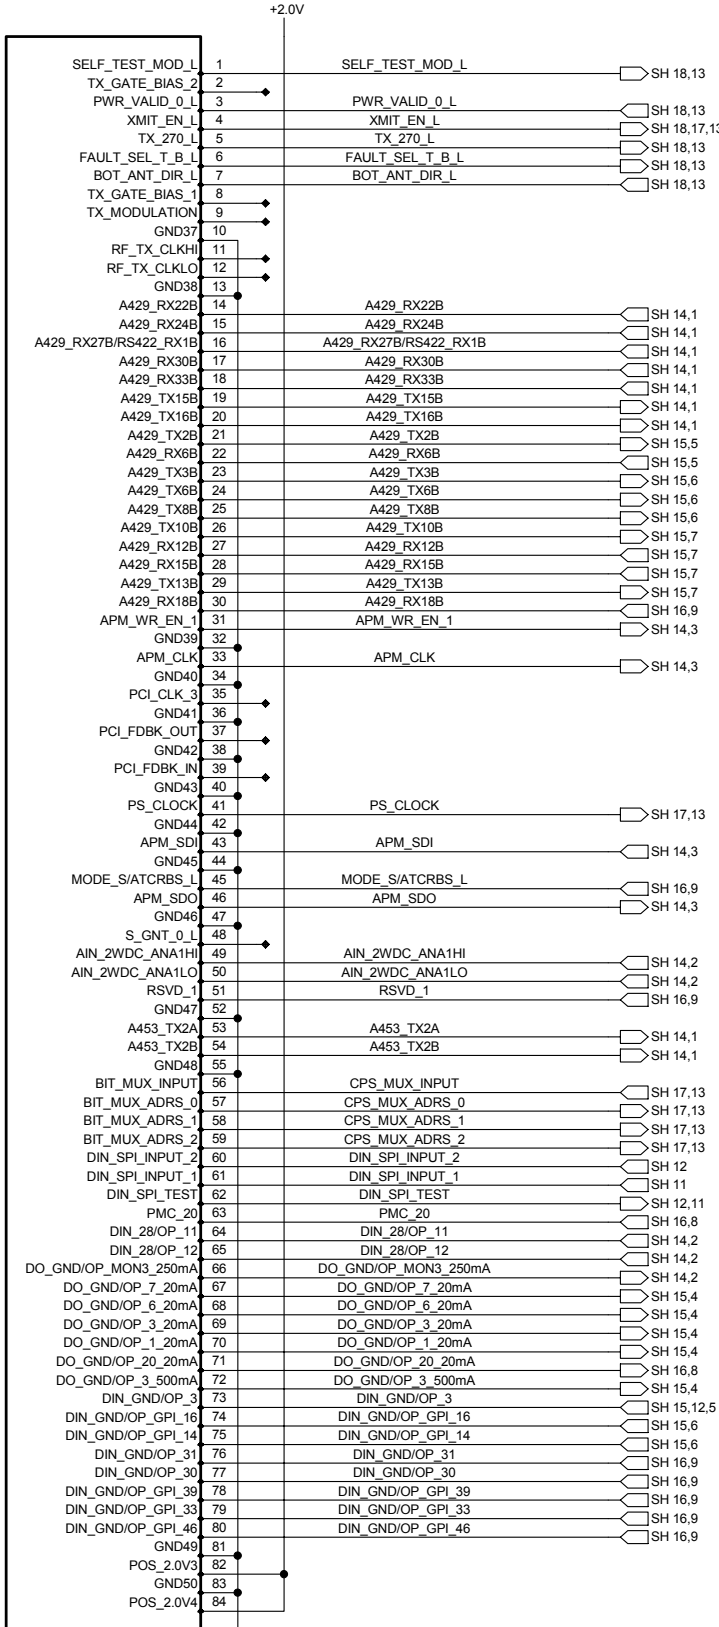 +2.0V
SELF_TEST_MOD_L 1 SELF_TEST_MOD_L SH 18,13
TX_GATE_BIAS_2 2
PWR_VALID_0_L 3 PWR_VALID_0_L SH 18,13
XMIT_EN_L 4 XMIT_EN_L SH 18,17,13
TX_270_L 5 TX_270_L SH 18,13
FAULT_SEL_T_B_L 6 FAULT_SEL_T_B_L SH 18,13
BOT_ANT_DIR_L 7 BOT_ANT_DIR_L SH 18,13
TX_GATE_BIAS_1 8
TX_MODULATION 9
GND37 10
RF_TX_CLKHI 11
RF_TX_CLKLO 12
GND38 13
A429_RX22B 14 A429_RX22B SH 14,1
A429_RX24B 15 A429_RX24B SH 14,1
A429_RX27B/RS422_RX1B 16 A429_RX27B/RS422_RX1B SH 14,1
A429_RX30B 17 A429_RX30B SH 14,1
A429_RX33B 18 A429_RX33B SH 14,1
A429_TX15B 19 A429_TX15B SH 14,1
A429_TX16B 20 A429_TX16B SH 14,1
A429_TX2B 21 A429_TX2B SH 15,5
A429_RX6B 22 A429_RX6B SH 15,5
A429_TX3B 23 A429_TX3B SH 15,6
A429_TX6B 24 A429_TX6B SH 15,6
A429_TX8B 25 A429_TX8B SH 15,6
A429_TX10B 26 A429_TX10B SH 15,7
A429_RX12B 27 A429_RX12B SH 15,7
A429_RX15B 28 A429_RX15B SH 15,7
A429_TX13B 29 A429_TX13B SH 15,7
A429_RX18B 30 A429_RX18B SH 16,9
APM_WR_EN_1 31 APM_WR_EN_1 SH 14,3
GND39 32
APM_CLK 33 APM_CLK SH 14,3
GND40 34
PCI_CLK_3 35
GND41 36
PCI_FDBK_OUT 37
GND42 38
PCI_FDBK_IN 39
GND43 40
PS_CLOCK 41 PS_CLOCK SH 17,13
GND44 42
APM_SDI 43 APM_SDI SH 14,3
GND45 44
MODE_S/ATCRBS_L 45 MODE_S/ATCRBS_L SH 16,9
APM_SDO 46 APM_SDO SH 14,3
GND46 47
S_GNT_0_L 48
AIN_2WDC_ANA1HI 49 AIN_2WDC_ANA1HI SH 14,2
AIN_2WDC_ANA1LO 50 AIN_2WDC_ANA1LO SH 14,2
RSVD_1 51 RSVD_1 SH 16,9
GND47 52
A453_TX2A 53 A453_TX2A SH 14,1
A453_TX2B 54 A453_TX2B SH 14,1
GND48 55
BIT_MUX_INPUT 56 CPS_MUX_INPUT SH 17,13
BIT_MUX_ADRS_0 57 CPS_MUX_ADRS_0 SH 17,13
BIT_MUX_ADRS_1 58 CPS_MUX_ADRS_1 SH 17,13
BIT_MUX_ADRS_2 59 CPS_MUX_ADRS_2 SH 17,13
DIN_SPI_INPUT_2 60 DIN_SPI_INPUT_2 SH 12
DIN_SPI_INPUT_1 61 DIN_SPI_INPUT_1 SH 11
DIN_SPI_TEST 62 DIN_SPI_TEST SH 12,11
PMC_20 63 PMC_20 SH 16,8
DIN_28/OP_11 64 DIN_28/OP_11 SH 14,2
DIN_28/OP_12 65 DIN_28/OP_12 SH 14,2
DO_GND/OP_MON3_250mA 66 DO_GND/OP_MON3_250mA SH 14,2
DO_GND/OP_7_20mA 67 DO_GND/OP_7_20mA SH 15,4
DO_GND/OP_6_20mA 68 DO_GND/OP_6_20mA SH 15,4
DO_GND/OP_3_20mA 69 DO_GND/OP_3_20mA SH 15,4
DO_GND/OP_1_20mA 70 DO_GND/OP_1_20mA SH 15,4
DO_GND/OP_20_20mA 71 DO_GND/OP_20_20mA SH 16,8
DO_GND/OP_3_500mA 72 DO_GND/OP_3_500mA SH 15,4
DIN_GND/OP_3 73 DIN_GND/OP_3 SH 15,12,5
DIN_GND/OP_GPI_16 74 DIN_GND/OP_GPI_16 SH 15,6
DIN_GND/OP_GPI_14 75 DIN_GND/OP_GPI_14 SH 15,6
DIN_GND/OP_31 76 DIN_GND/OP_31 SH 16,9
DIN_GND/OP_30 77 DIN_GND/OP_30 SH 16,9
DIN_GND/OP_GPI_39 78 DIN_GND/OP_GPI_39 SH 16,9
DIN_GND/OP_GPI_33 79 DIN_GND/OP_GPI_33 SH 16,9
DIN_GND/OP_GPI_46 80 DIN_GND/OP_GPI_46 SH 16,9
GND49 81
POS_2.0V3 82
GND50 83
POS_2.0V4 84